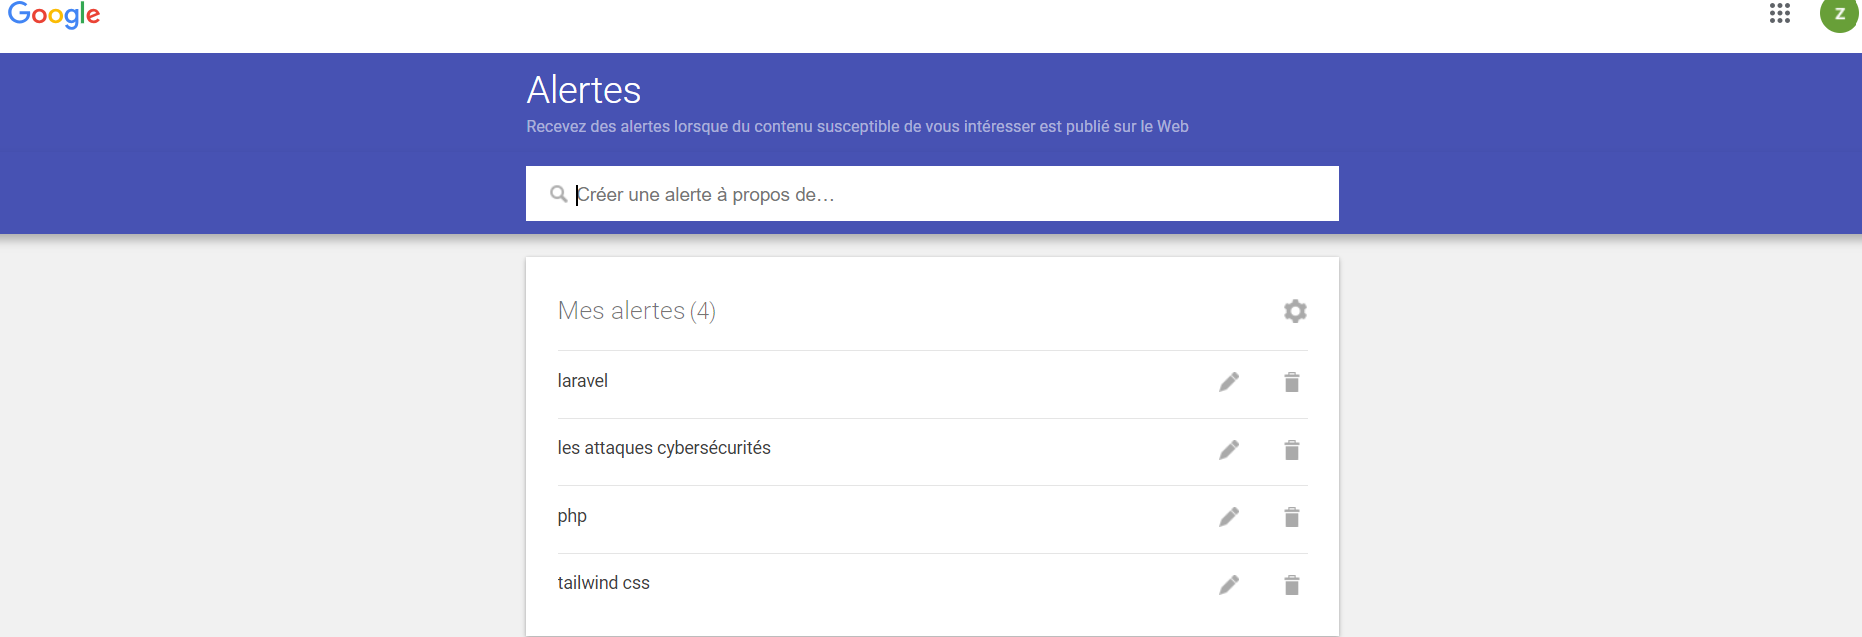 Google
Z
Alertes
Recevez des alertes lorsque du contenu susceptible de vous intéresser est publié sur le Web
Créer une alerte à propos de…
Mes alertes (4)
laravel
les attaques cybersécurités
php
tailwind css